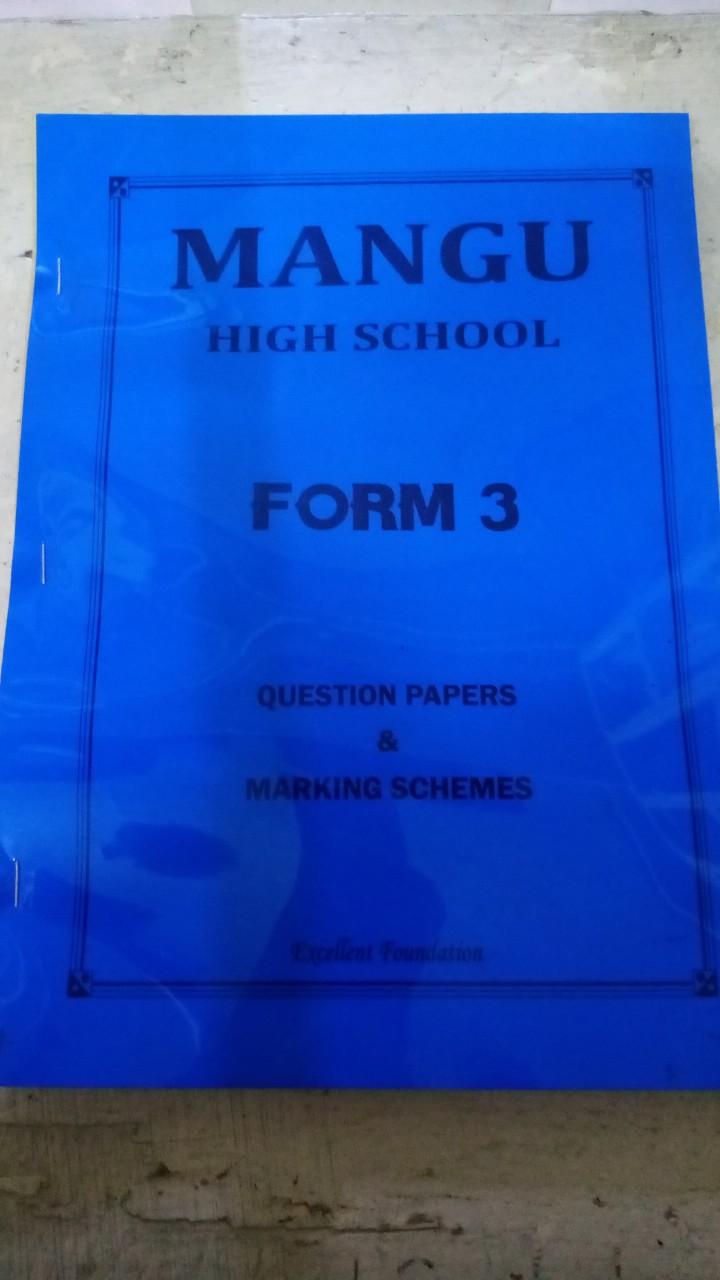 MANGU
HIGH SCHOOL
FORM 3
QUESTION PAPERS
&
MARKING SCHEMES
Excellent Foundation